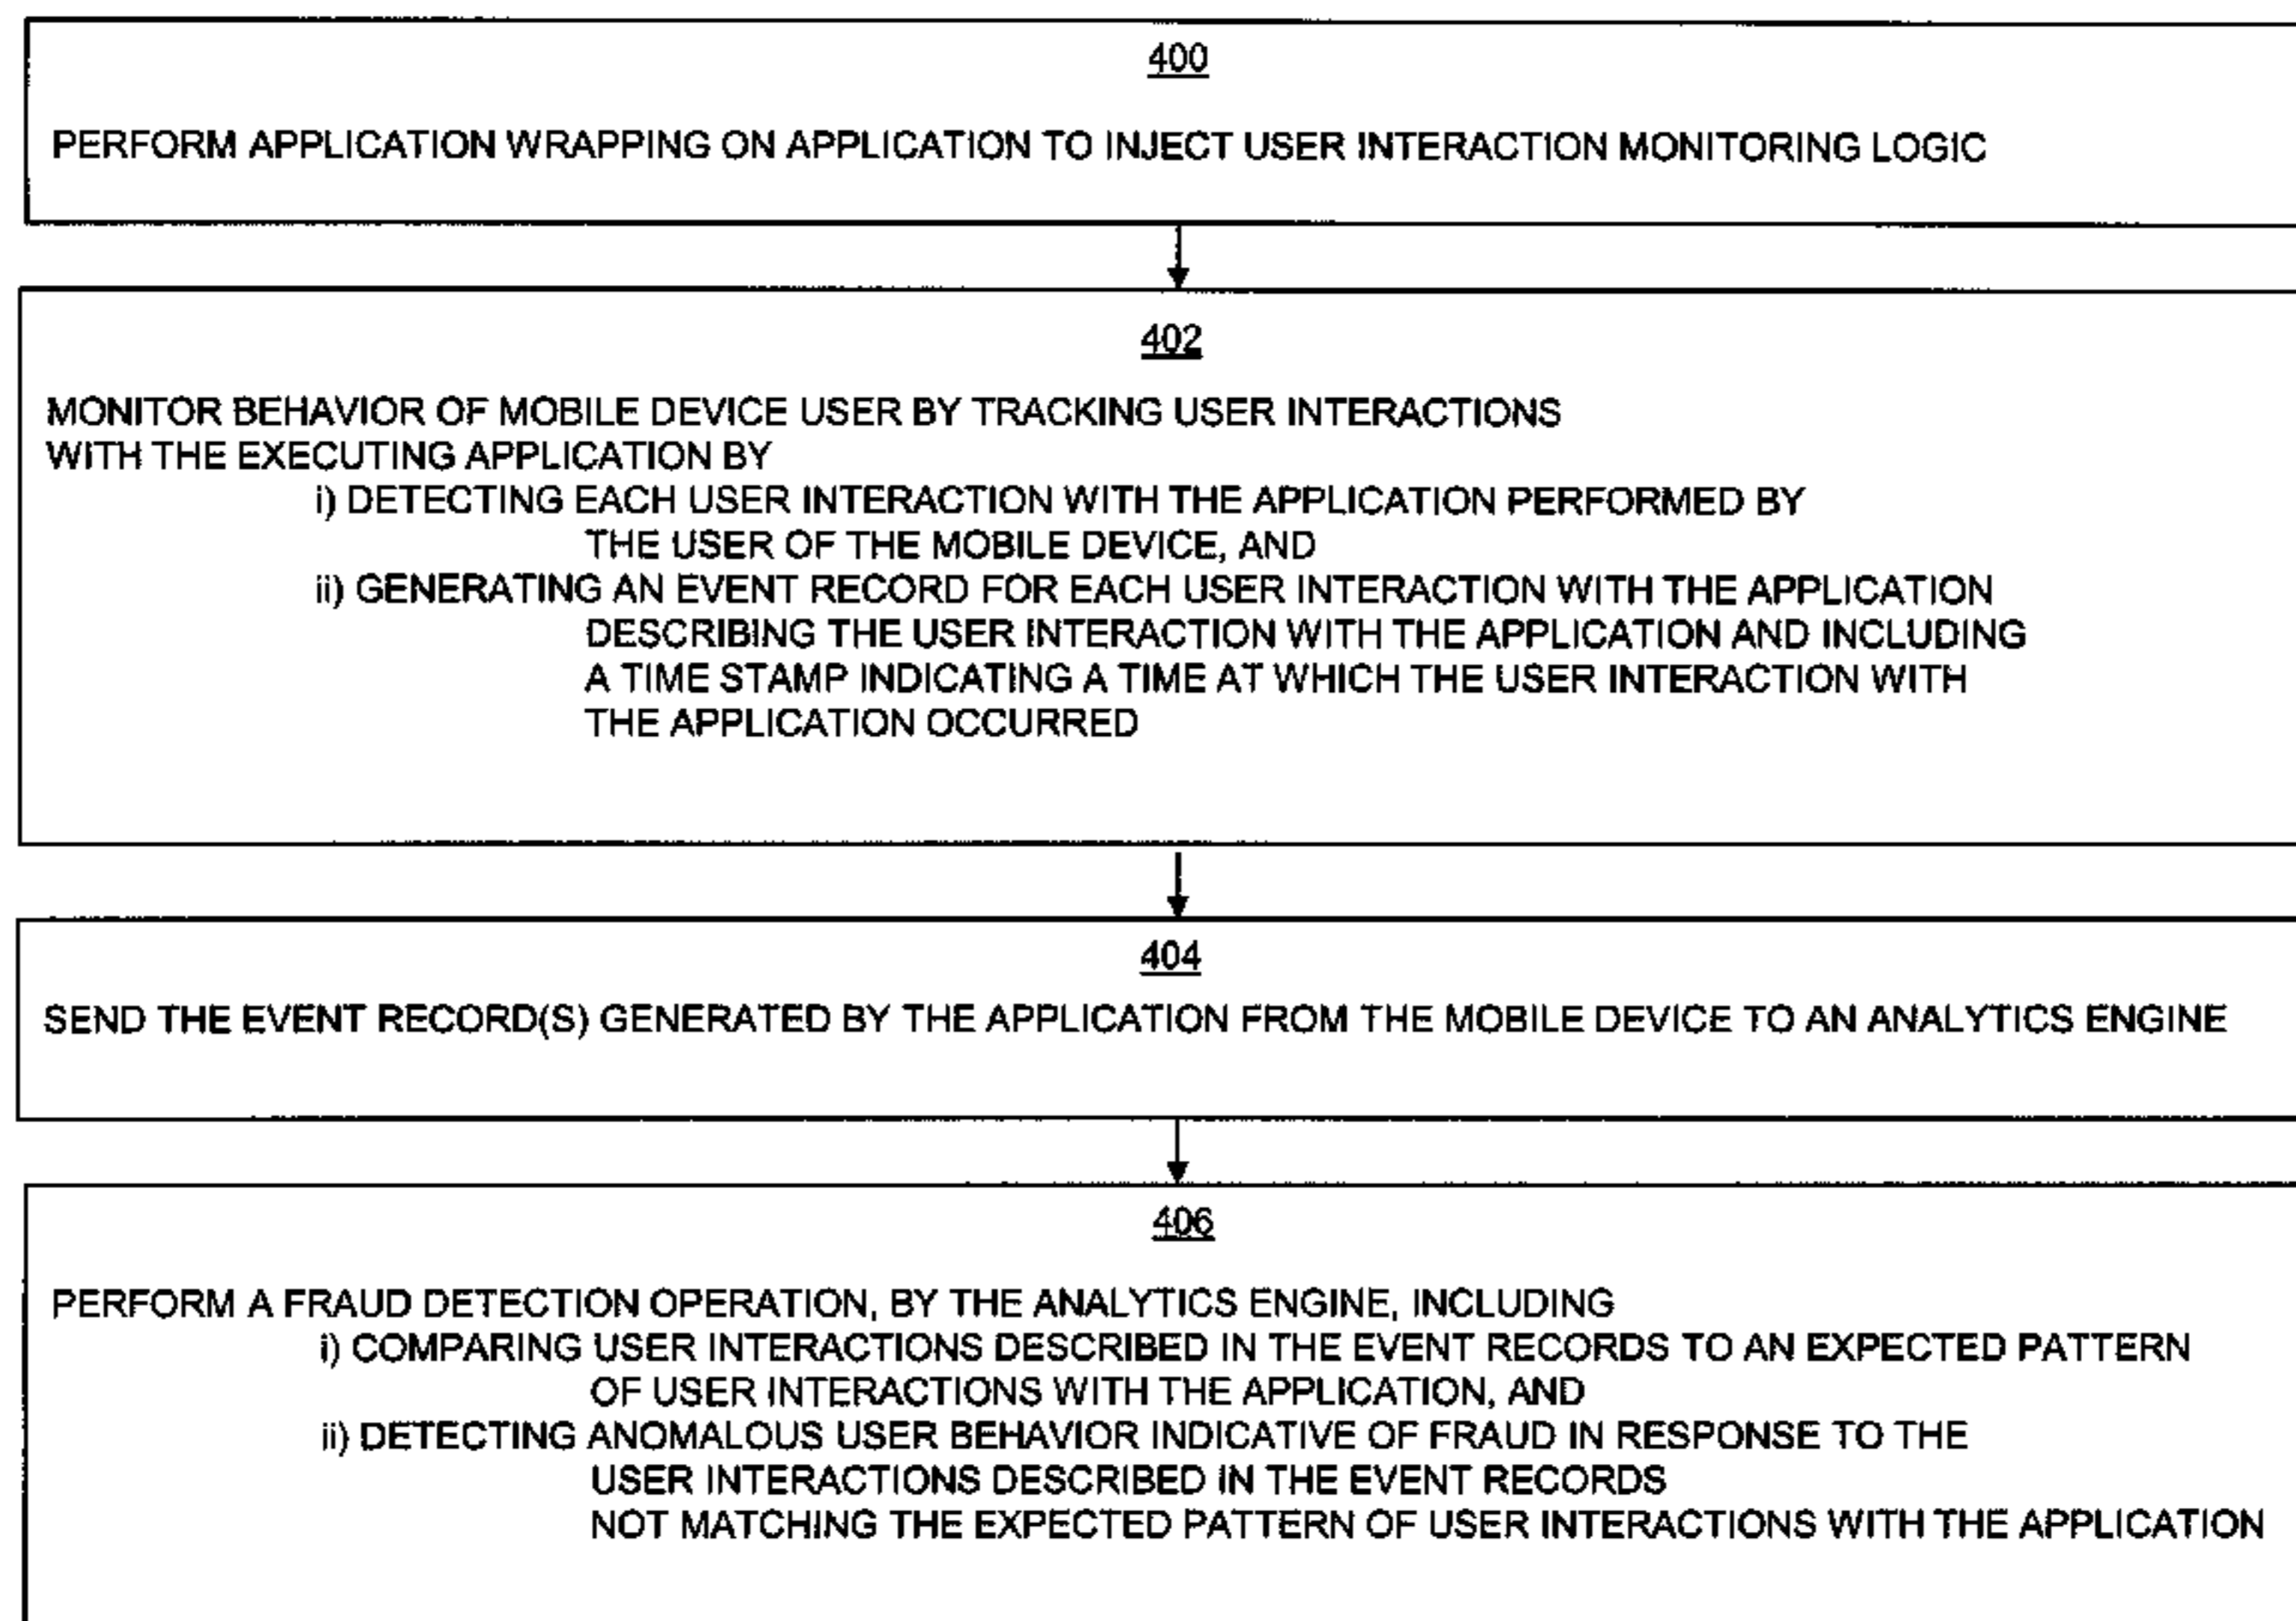 400
PERFORM APPLICATION WRAPPING ON APPLICATION TO INJECT USER INTERACTION MONITORING LOGIC
402
MONITOR BEHAVIOR OF MOBILE DEVICE USER BY TRACKING USER INTERACTIONS
WITH THE EXECUTING APPLICATION BY
i) DETECTING EACH USER INTERACTION WITH THE APPLICATION PERFORMED BY
THE USER OF THE MOBILE DEVICE, AND
ii) GENERATING AN EVENT RECORD FOR EACH USER INTERACTION WITH THE APPLICATION
DESCRIBING THE USER INTERACTION WITH THE APPLICATION AND INCLUDING
A TIME STAMP INDICATING A TIME AT WHICH THE USER INTERACTION WITH
THE APPLICATION OCCURRED
404
SEND THE EVENT RECORD(S) GENERATED BY THE APPLICATION FROM THE MOBILE DEVICE TO AN ANALYTICS ENGINE
406
PERFORM A FRAUD DETECTION OPERATION, BY THE ANALYTICS ENGINE, INCLUDING
i) COMPARING USER INTERACTIONS DESCRIBED IN THE EVENT RECORDS TO AN EXPECTED PATTERN
OF USER INTERACTIONS WITH THE APPLICATION, AND
ii) DETECTING ANOMALOUS USER BEHAVIOR INDICATIVE OF FRAUD IN RESPONSE TO THE
USER INTERACTIONS DESCRIBED IN THE EVENT RECORDS
NOT MATCHING THE EXPECTED PATTERN OF USER INTERACTIONS WITH THE APPLICATION